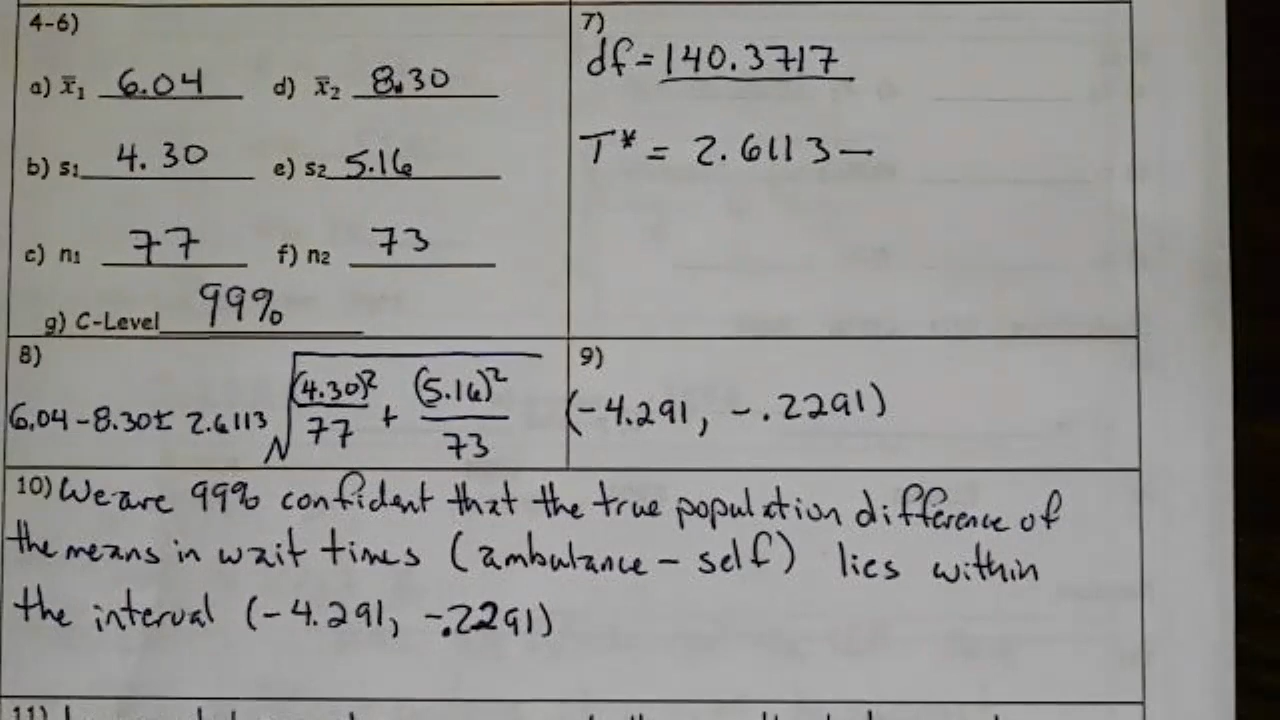 4-6)
a) x̄₁ 6.04 d) x̄₂ 8.30
b) s₁ 4.30 e) s₂ 5.16
c) n₁ 77 f) n₂ 73
g) C-Level 99%
7)
df = 140.3717
T* = 2.6113
8)
6.04 - 8.30 ± 2.6113 √((4.30)²/77 + (5.16)²/73)
9)
(-4.291, -.2291)
10) We are 99% confident that the true population difference of
the means in wait times (ambulance - self) lies within
the interval (-4.291, -.2291)
11)